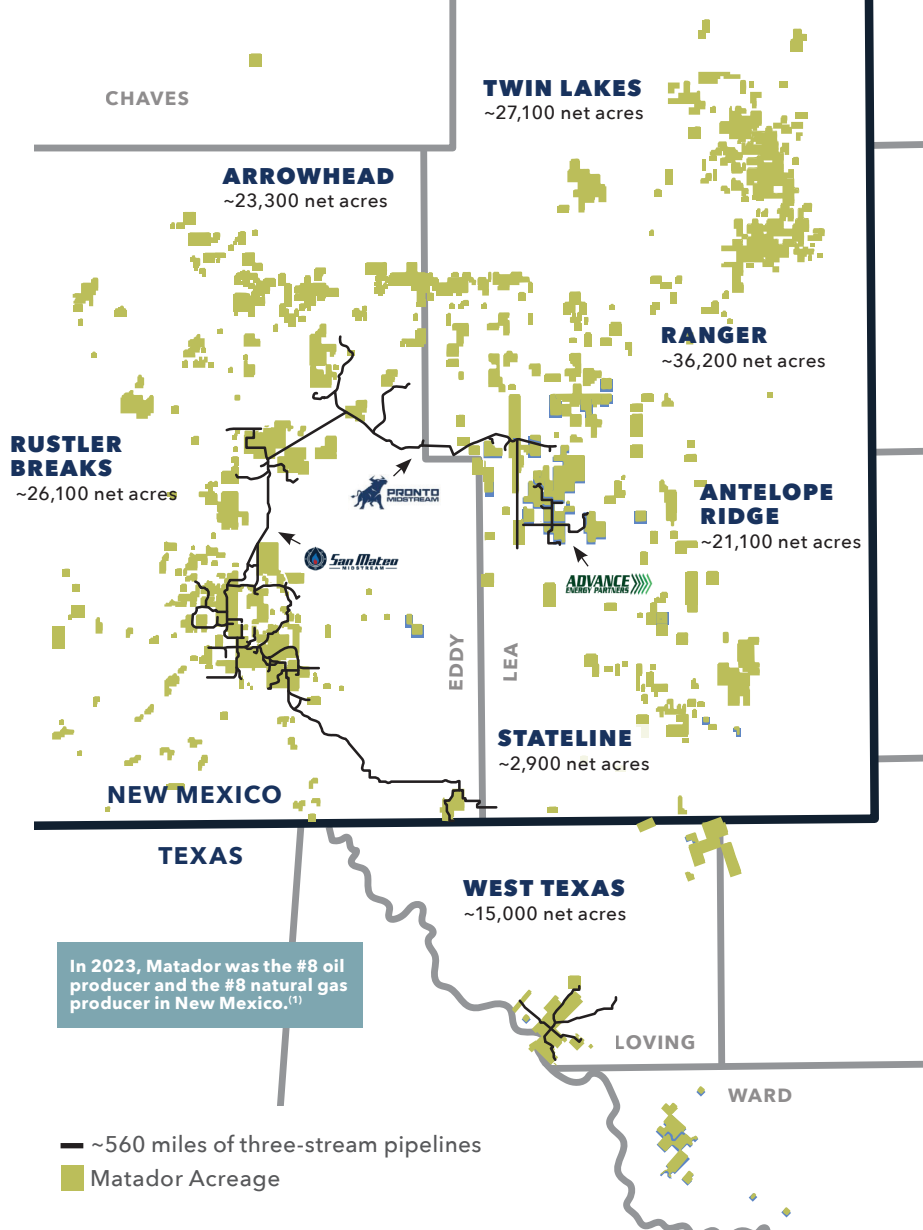 CHAVES
TWIN LAKES
~27,100 net acres
ARROWHEAD
~23,300 net acres
RANGER
~36,200 net acres
RUSTLER
BREAKS
~26,100 net acres
PRONTO
MIDSTREAM
ANTELOPE
RIDGE
~21,100 net acres
San Mateo
MIDSTREAM
ADVANCE
ENERGY PARTNERS
EDDY
LEA
STATELINE
~2,900 net acres
NEW MEXICO
TEXAS
WEST TEXAS
~15,000 net acres
In 2023, Matador was the #8 oil
producer and the #8 natural gas
producer in New Mexico.(1)
LOVING
WARD
~560 miles of three-stream pipelines
Matador Acreage